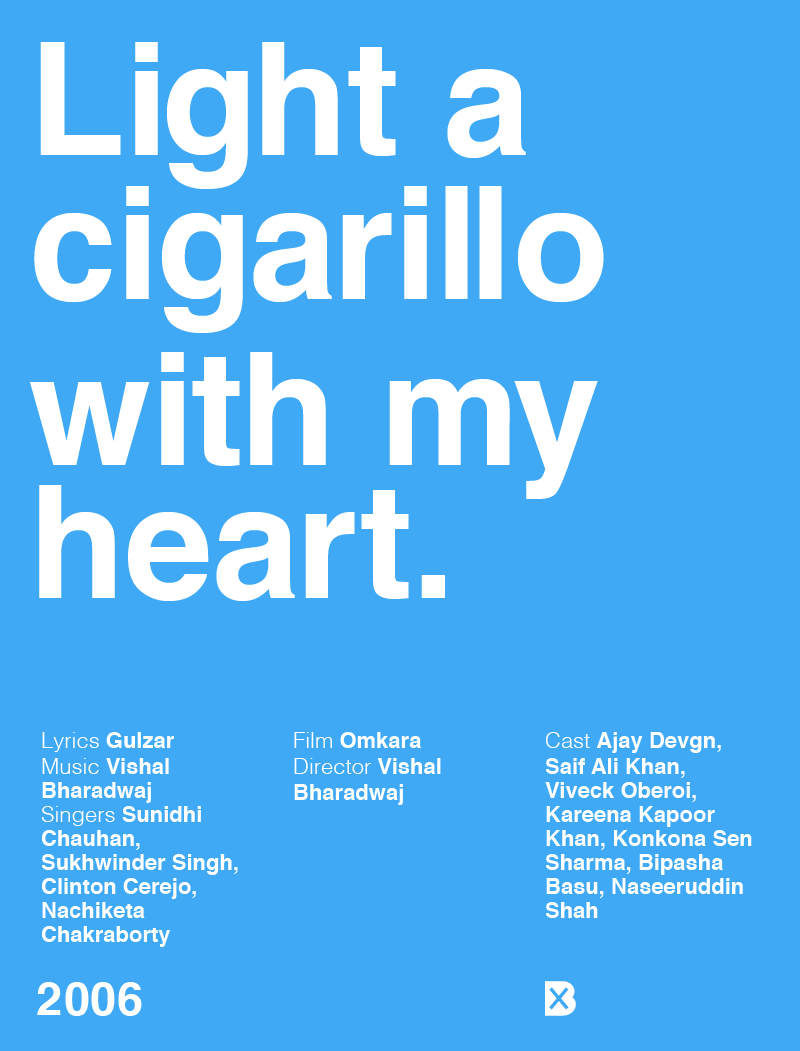 Light a
cigarillo
with my
heart.
Lyrics Gulzar
Music Vishal
Bharadwaj
Singers Sunidhi
Chauhan,
Sukhwinder Singh,
Clinton Cerejo,
Nachiketa
Chakraborty
Film Omkara
Director Vishal
Bharadwaj
Cast Ajay Devgn,
Saif Ali Khan,
Viveck Oberoi,
Kareena Kapoor
Khan, Konkona Sen
Sharma, Bipasha
Basu, Naseeruddin
Shah
2006